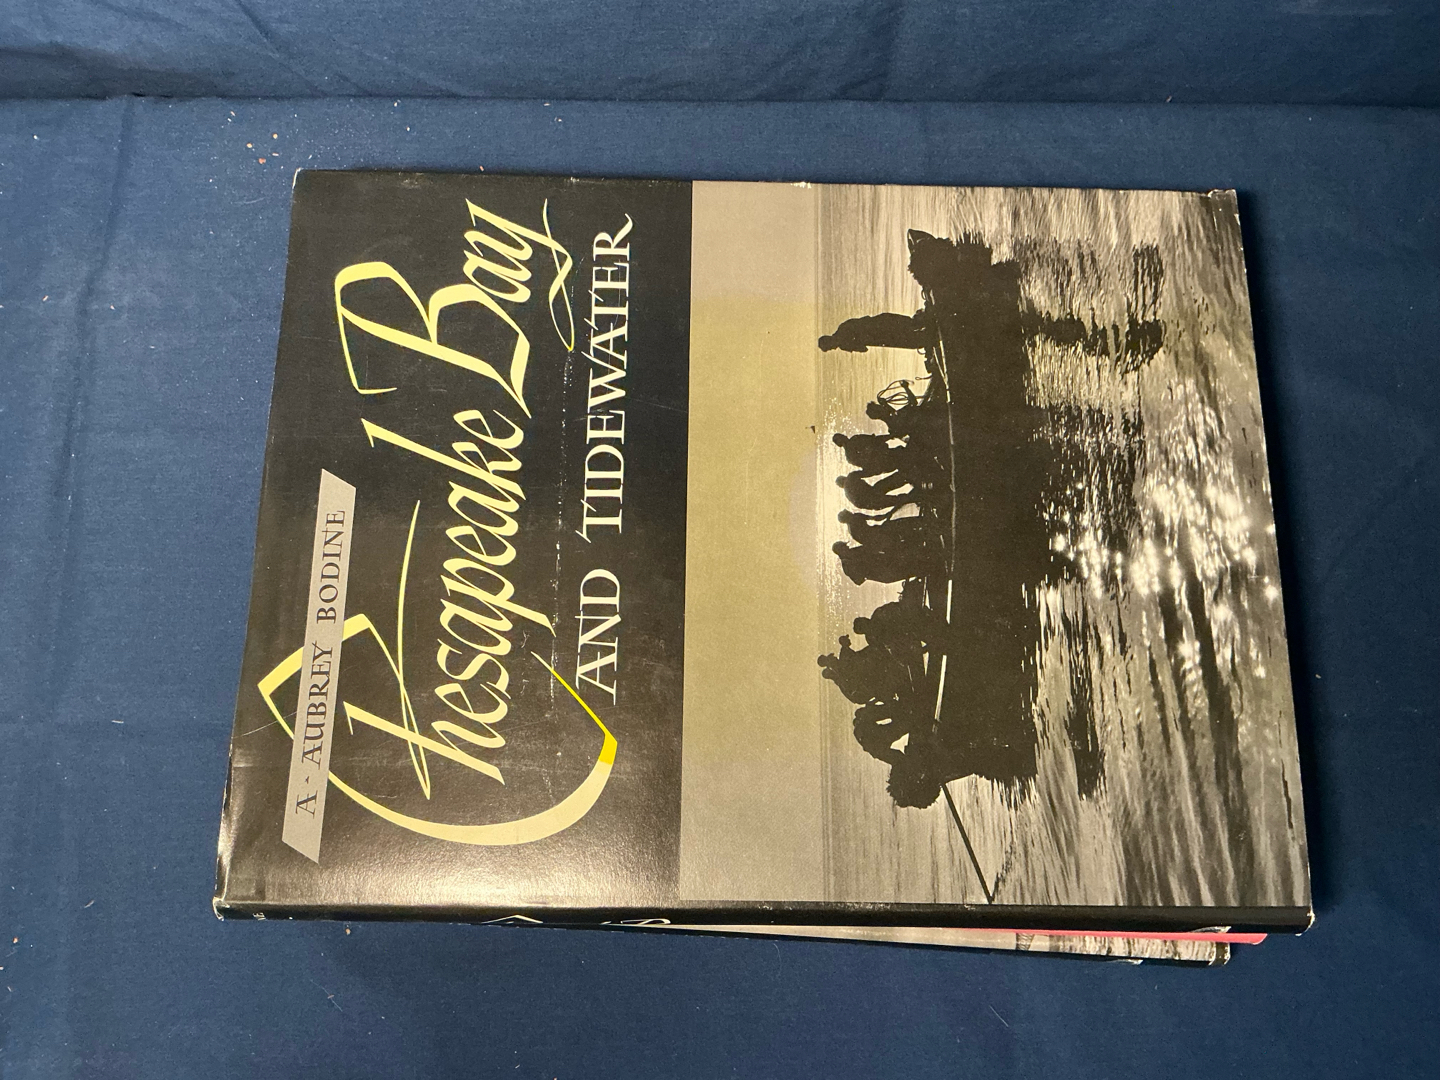 A · AUBREY BODINE
Chesapeake Bay
AND TIDEWATER